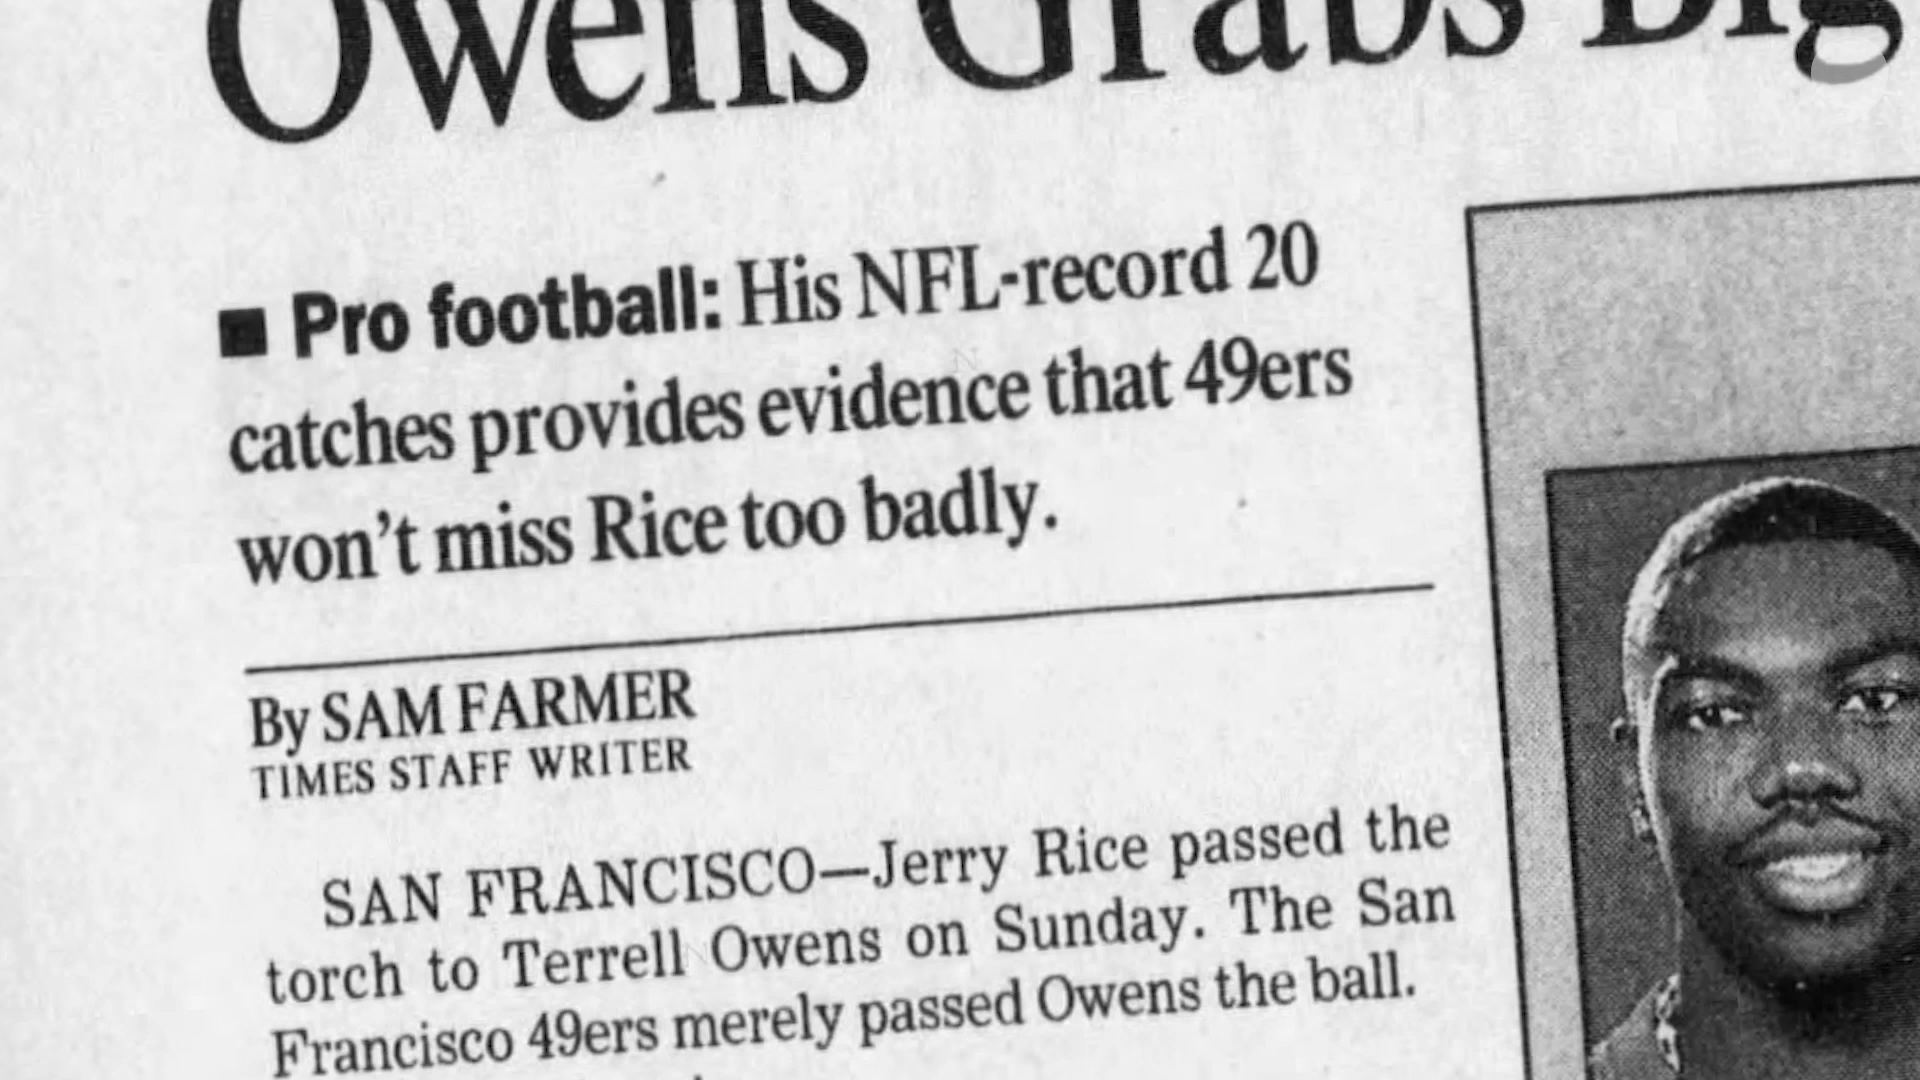 Owens Grabs Big
■ Pro football: His NFL-record 20
catches provides evidence that 49ers
won't miss Rice too badly.
By SAM FARMER
TIMES STAFF WRITER
SAN FRANCISCO—Jerry Rice passed the
torch to Terrell Owens on Sunday. The San
Francisco 49ers merely passed Owens the ball.